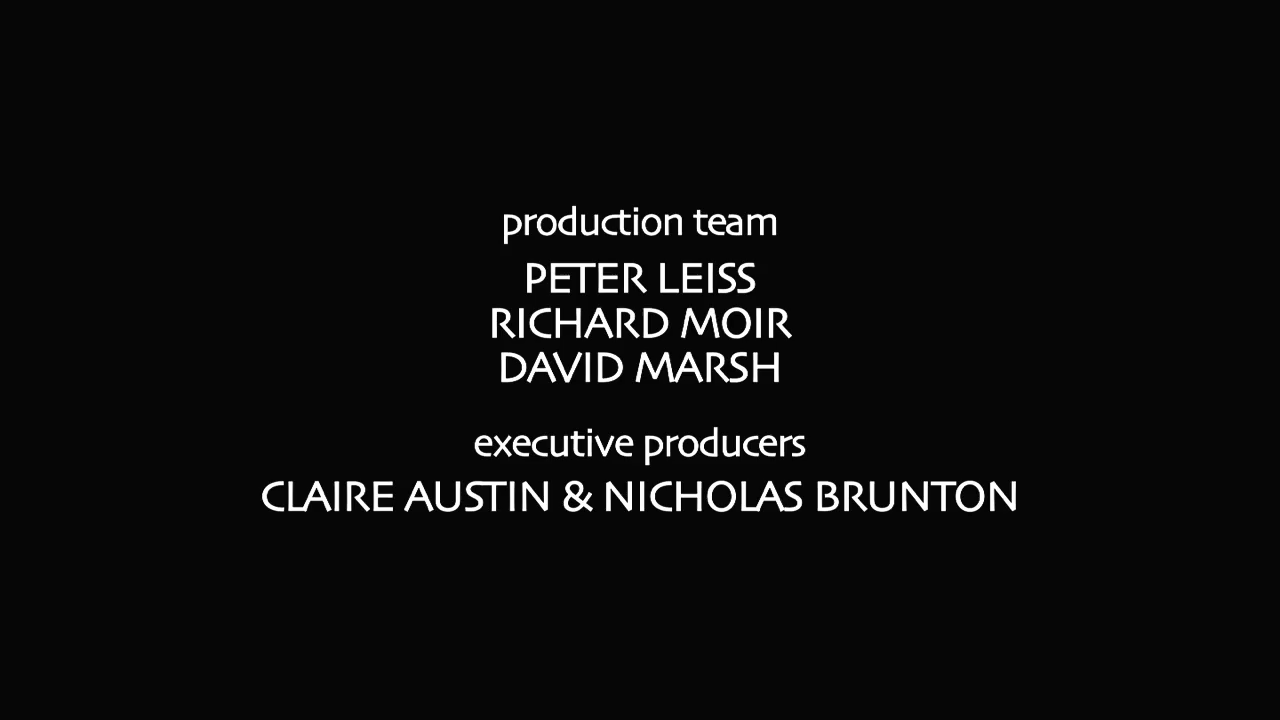 production team
PETER LEISS
RICHARD MOIR
DAVID MARSH
executive producers
CLAIRE AUSTIN & NICHOLAS BRUNTON